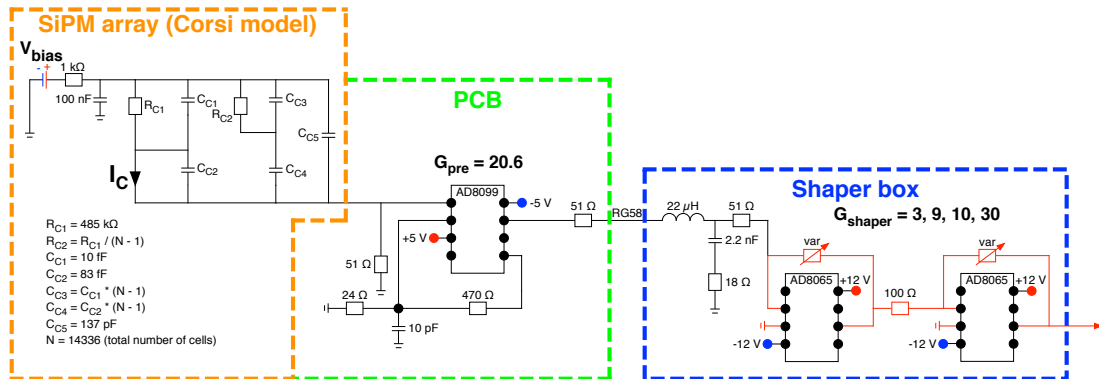 SiPM array (Corsi model)
V_bias
- +
1 kΩ
100 nF
R_C1
C_C1
R_C2
C_C3
C_C5
C_C2
C_C4
I_C
R_C1 = 485 kΩ
R_C2 = R_C1 / (N - 1)
C_C1 = 10 fF
C_C2 = 83 fF
C_C3 = C_C1 * (N - 1)
C_C4 = C_C2 * (N - 1)
C_C5 = 137 pF
N = 14336 (total number of cells)
PCB
G_pre = 20.6
AD8099
-5 V
+5 V
51 Ω
24 Ω
470 Ω
10 pF
51 Ω
RG58
Shaper box
G_shaper = 3, 9, 10, 30
22 µH
51 Ω
2.2 nF
18 Ω
var
AD8065
+12 V
-12 V
100 Ω
var
AD8065
+12 V
-12 V